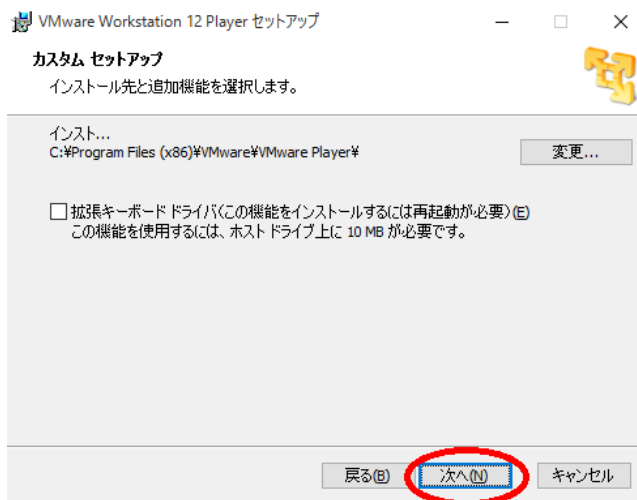 VMware Workstation 12 Player セットアップ
カスタム セットアップ
インストール先と追加機能を選択します。
インスト...
C:¥Program Files (x86)¥VMware¥VMware Player¥
変更...
拡張キーボード ドライバ(この機能をインストールするには再起動が必要)(E)
この機能を使用するには、ホスト ドライブ上に 10 MB が必要です。
戻る(B) 次へ(N) キャンセル